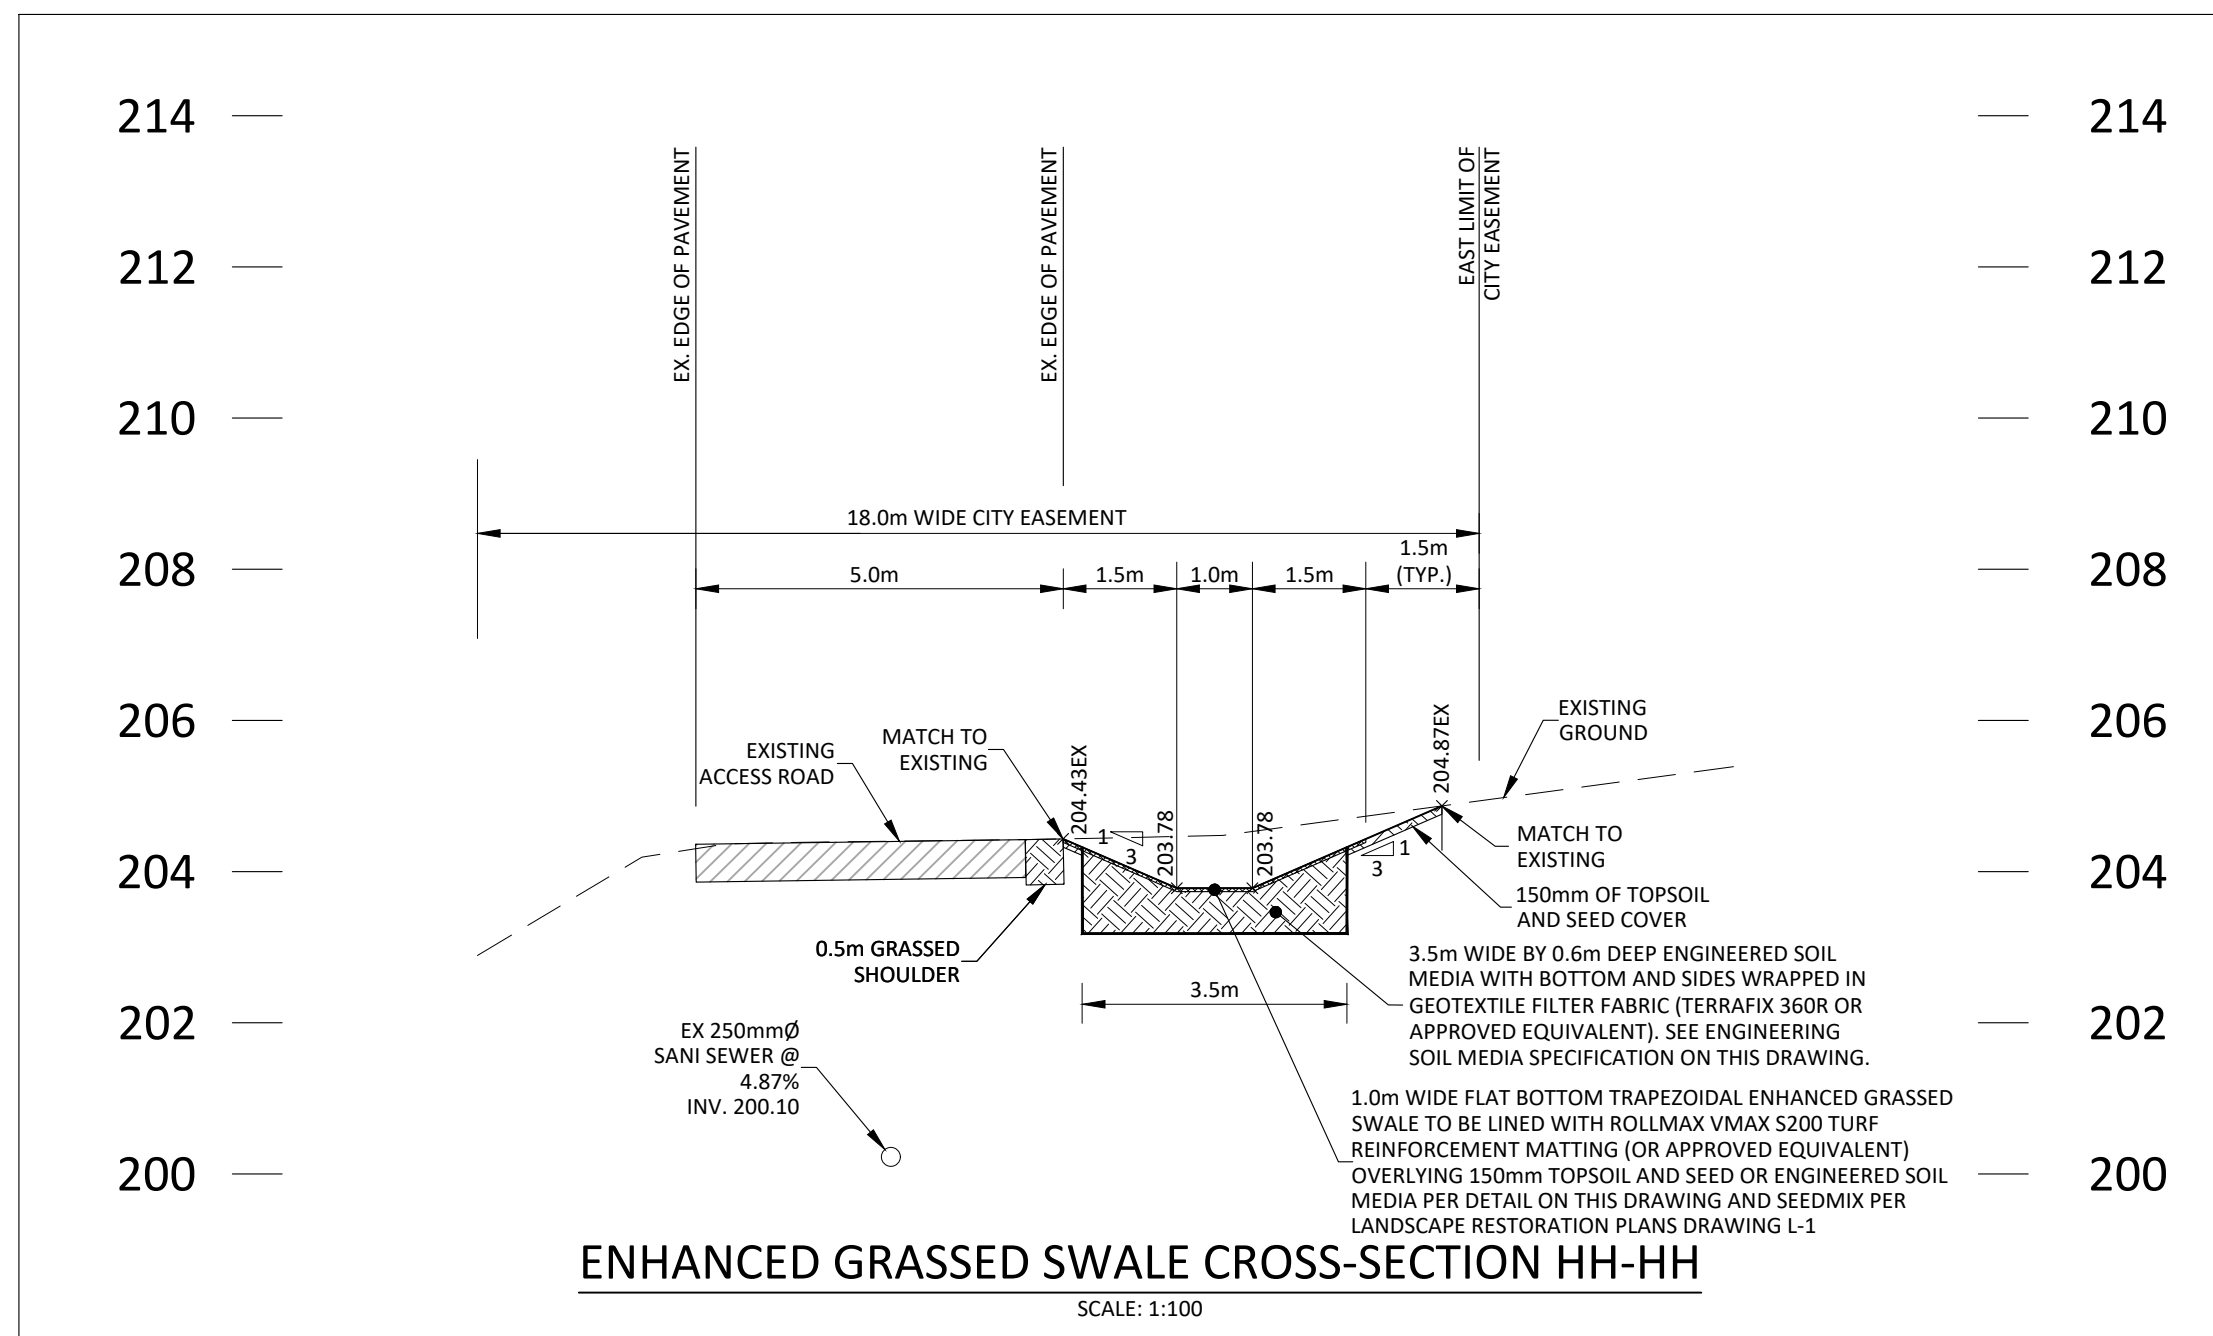 214
214
212
212
210
210
208
208
206
206
204
204
202
202
200
200
EX. EDGE OF PAVEMENT
EX. EDGE OF PAVEMENT
EAST LIMIT OF
CITY EASEMENT
18.0m WIDE CITY EASEMENT
5.0m
1.5m
1.0m
1.5m
1.5m
(TYP.)
EXISTING
ACCESS ROAD
MATCH TO
EXISTING
204.43EX
1
3
203.78
203.78
204.87EX
3
1
EXISTING
GROUND
MATCH TO
EXISTING
150mm OF TOPSOIL
AND SEED COVER
0.5m GRASSED
SHOULDER
3.5m
3.5m WIDE BY 0.6m DEEP ENGINEERED SOIL
MEDIA WITH BOTTOM AND SIDES WRAPPED IN
GEOTEXTILE FILTER FABRIC (TERRAFIX 360R OR
APPROVED EQUIVALENT). SEE ENGINEERING
SOIL MEDIA SPECIFICATION ON THIS DRAWING.
EX 250mmØ
SANI SEWER @
4.87%
INV. 200.10
1.0m WIDE FLAT BOTTOM TRAPEZOIDAL ENHANCED GRASSED
SWALE TO BE LINED WITH ROLLMAX VMAX S200 TURF
REINFORCEMENT MATTING (OR APPROVED EQUIVALENT)
OVERLYING 150mm TOPSOIL AND SEED OR ENGINEERED SOIL
MEDIA PER DETAIL ON THIS DRAWING AND SEEDMIX PER
LANDSCAPE RESTORATION PLANS DRAWING L-1
ENHANCED GRASSED SWALE CROSS-SECTION HH-HH
SCALE: 1:100